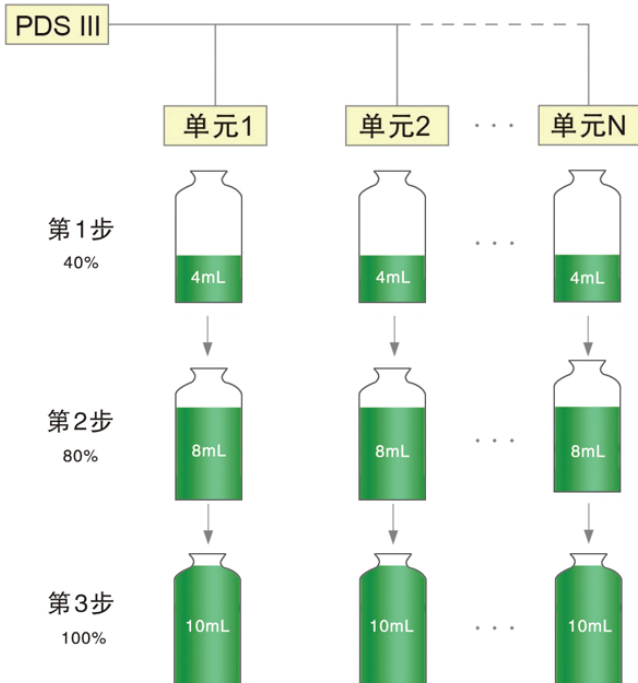 PDS III
单元1 单元2 · · · 单元N
第1步
40%
4mL 4mL · · · 4mL
第2步
80%
8mL 8mL · · · 8mL
第3步
100%
10mL 10mL · · · 10mL